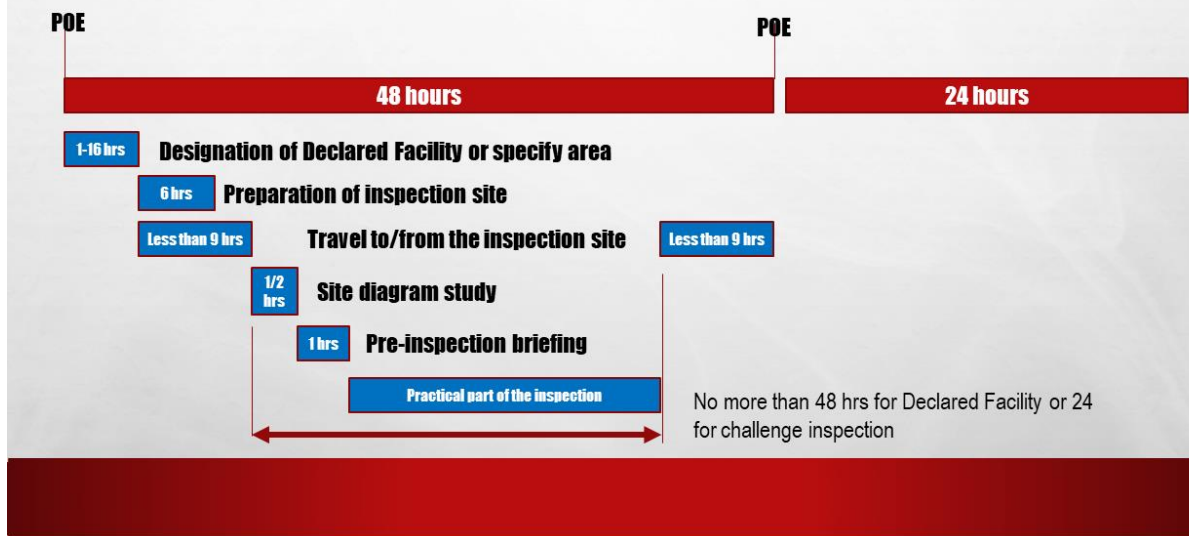 POE
POE
48 hours
24 hours
1-16 hrs
Designation of Declared Facility or specify area
6 hrs
Preparation of inspection site
Less than 9 hrs
Travel to/from the inspection site
Less than 9 hrs
1/2
hrs
Site diagram study
1 hrs
Pre-inspection briefing
Practical part of the inspection
No more than 48 hrs for Declared Facility or 24
for challenge inspection